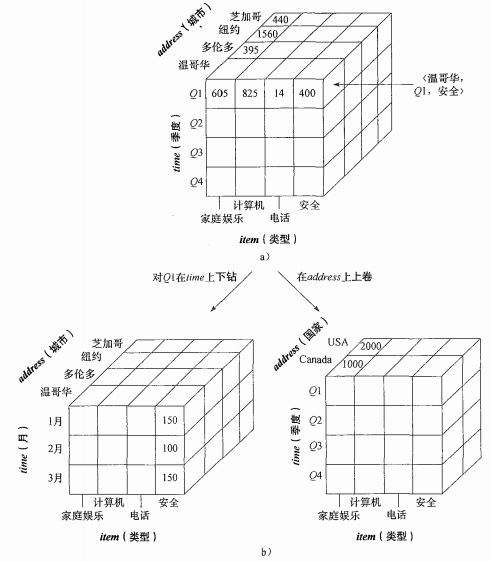 address（城市）
芝加哥 440
纽约 1560
多伦多 395
温哥华
〈温哥华,
Q1, 安全〉
Q1 605 825 14 400
Q2
Q3
Q4
time（季度）
计算机 安全
家庭娱乐 电话
item（类型）
a）
对Q1在time上下钻 在address上上卷
address（城市）
芝加哥
纽约
多伦多
温哥华
1月 150
2月 100
3月 150
time（月）
计算机 安全
家庭娱乐 电话
item（类型）
address（国家）
USA 2000
Canada 1000
Q1
Q2
Q3
Q4
time（季度）
计算机 安全
家庭娱乐 电话
item（类型）
b）